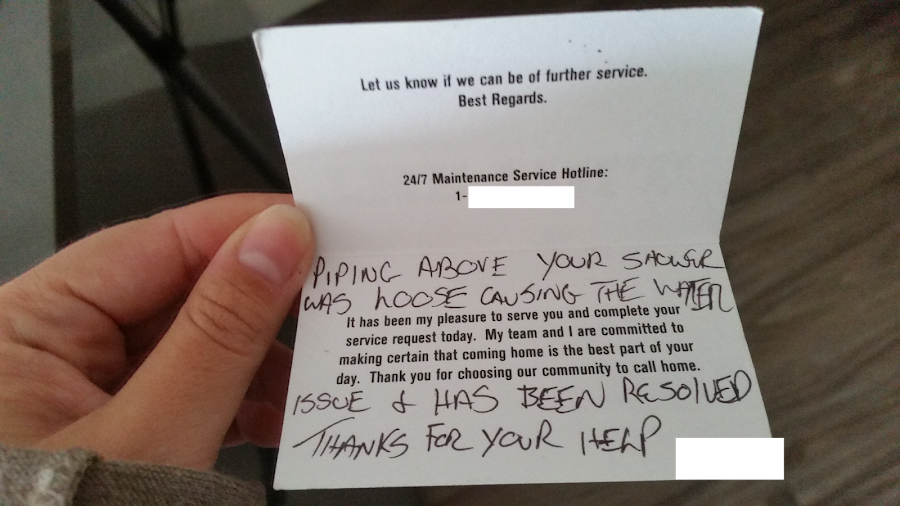 Let us know if we can be of further service.
Best Regards.
24/7 Maintenance Service Hotline:
1-
PIPING ABOVE YOUR SHOWER
WAS LOOSE CAUSING THE WATER
It has been my pleasure to serve you and complete your
service request today. My team and I are committed to
making certain that coming home is the best part of your
day. Thank you for choosing our community to call home.
ISSUE & HAS BEEN RESOLVED
THANKS FOR YOUR HELP